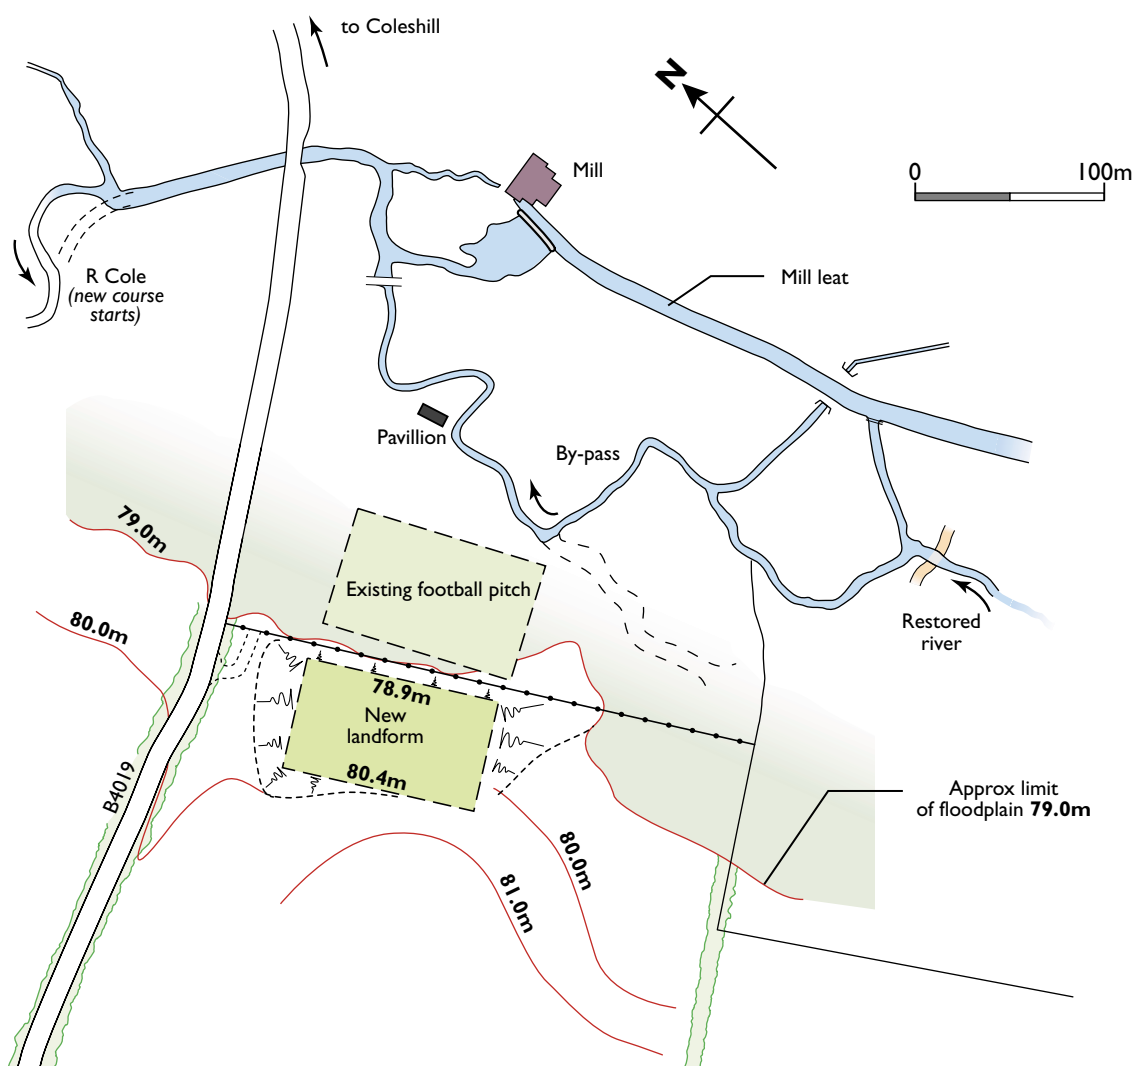 to Coleshill
N
Mill
0
100m
R Cole
(new course
starts)
Mill leat
Pavillion
By-pass
79.0m
Existing football pitch
80.0m
Restored
river
78.9m
New
landform
80.4m
B4019
Approx limit
of floodplain 79.0m
80.0m
81.0m